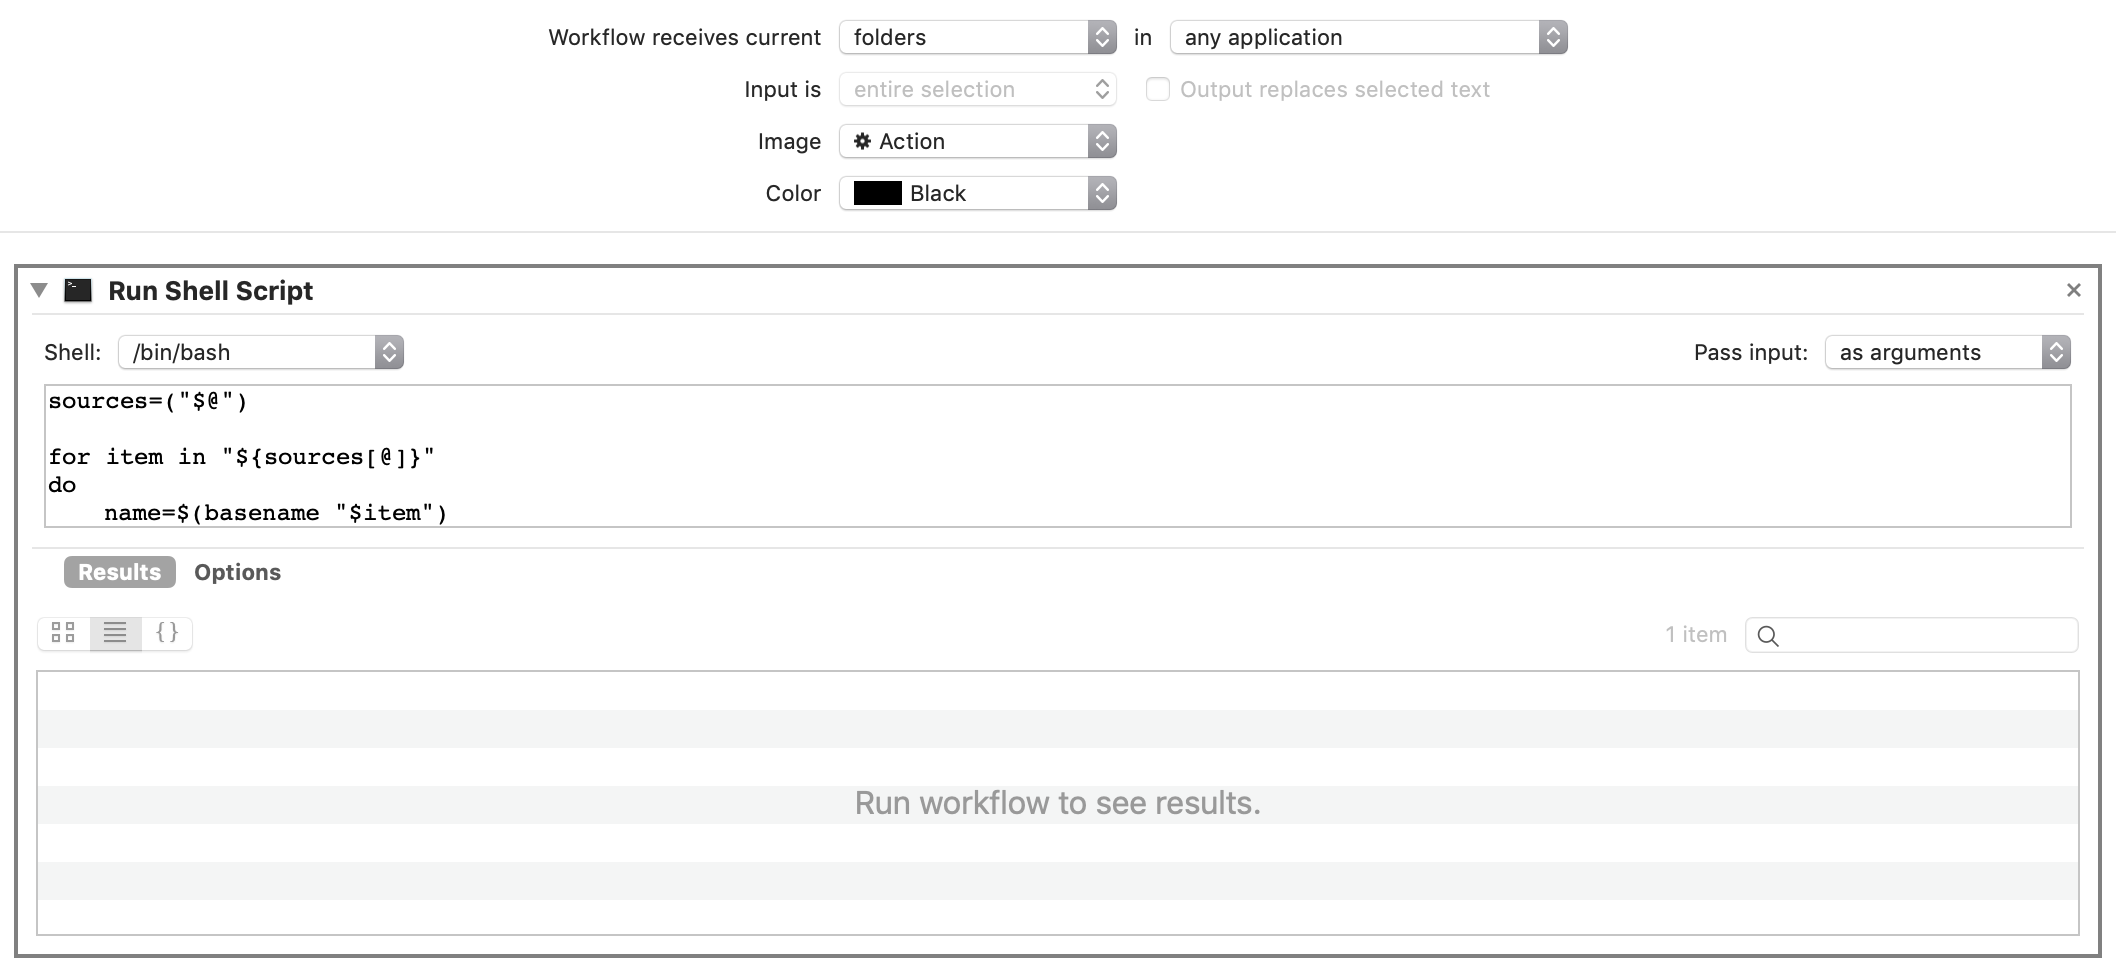 Workflow receives current folders in any application
Input is entire selection Output replaces selected text
Image Action
Color Black
Run Shell Script
Shell: /bin/bash Pass input: as arguments
sources=("$@")
for item in "${sources[@]}"
do
    name=$(basename "$item")
Results Options
{} 1 item
Run workflow to see results.